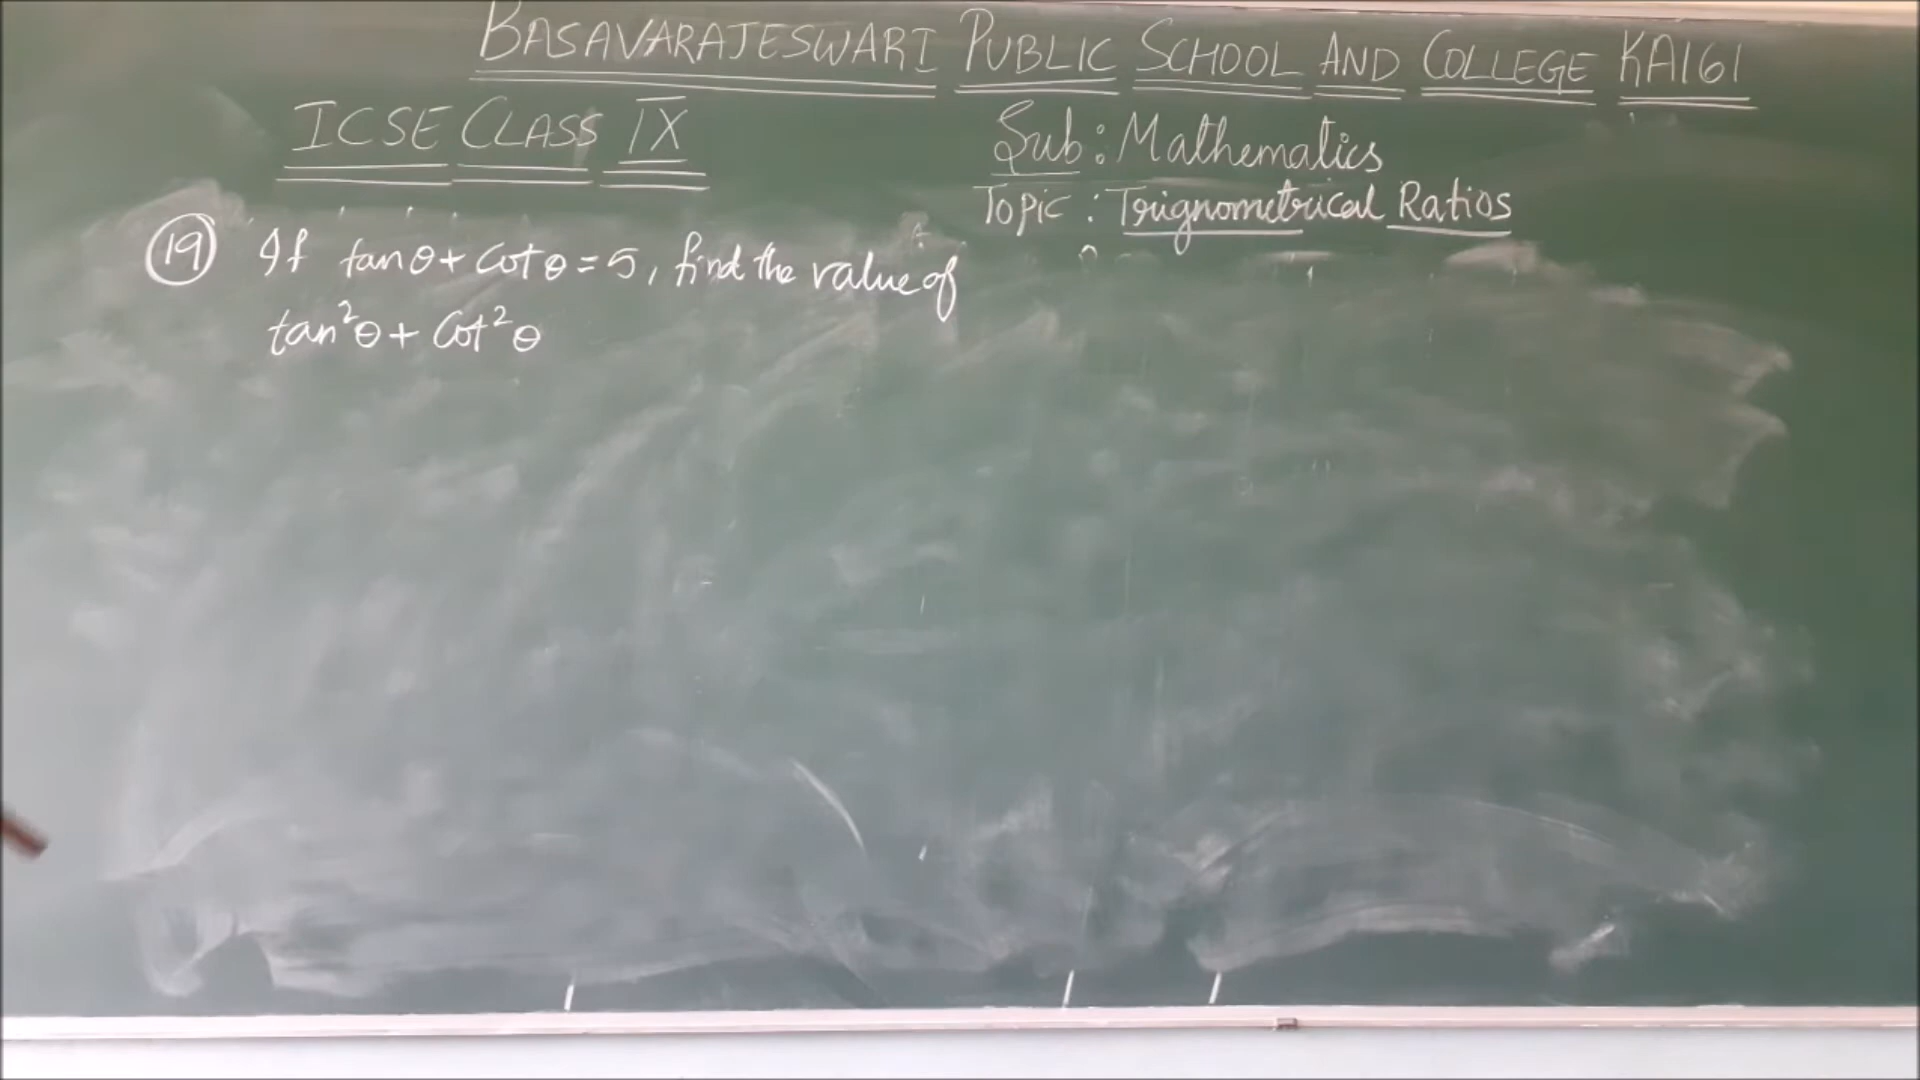 BASAVARAJESWARI PUBLIC SCHOOL AND COLLEGE KA161
ICSE CLASS IX
Sub: Mathematics
Topic: Trignometrical Ratios
19 If tanθ + Cotθ = 5, find the value of
tan²θ + Cot²θ